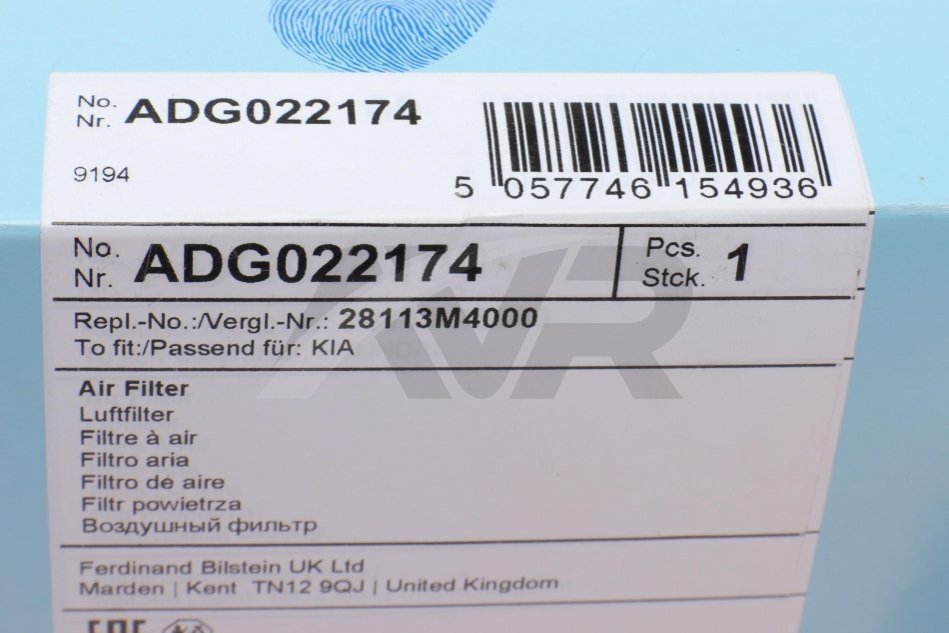 No. ADG022174
Nr.
9194
5 057746 154936
No. ADG022174
Nr.
Pcs. 1
Stck.
Repl.-No.:/Vergl.-Nr.: 28113M4000
To fit:/Passend für: KIA
Air Filter
Luftfilter
Filtre à air
Filtro aria
Filtro de aire
Filtr powietrza
Воздушный фильтр
Ferdinand Bilstein UK Ltd
Marden | Kent TN12 9QJ | United Kingdom
AVR
EAC